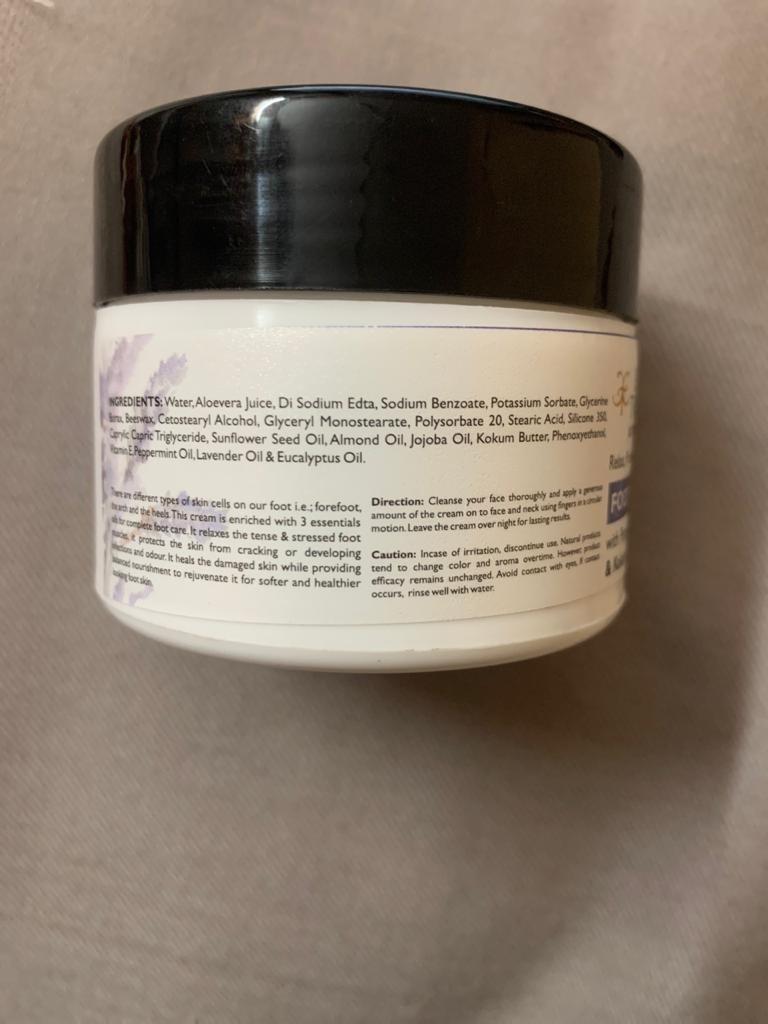 INGREDIENTS: Water, Aloevera Juice, Di Sodium Edta, Sodium Benzoate, Potassium Sorbate, Glycerine
Borax, Beeswax, Cetostearyl Alcohol, Glyceryl Monostearate, Polysorbate 20, Stearic Acid, Silicone 350,
Caprylic Capric Triglyceride, Sunflower Seed Oil, Almond Oil, Jojoba Oil, Kokum Butter, Phenoxyethanol,
Vitamin E, Peppermint Oil, Lavender Oil & Eucalyptus Oil.
There are different types of skin cells on our foot i.e.; forefoot,
the arch and the heels. This cream is enriched with 3 essentials
oils for complete foot care. It relaxes the tense & stressed foot
muscles, it protects the skin from cracking or developing
infections and odour. It heals the damaged skin while providing
balanced nourishment to rejuvenate it for softer and healthier
looking foot skin.
Direction: Cleanse your face thoroughly and apply a generous
amount of the cream on to face and neck using fingers in a circular
motion. Leave the cream over night for lasting results.
Caution: Incase of irritation, discontinue use. Natural products
tend to change color and aroma overtime. However, product
efficacy remains unchanged. Avoid contact with eyes, if contact
occurs, rinse well with water.
Relax
with
&